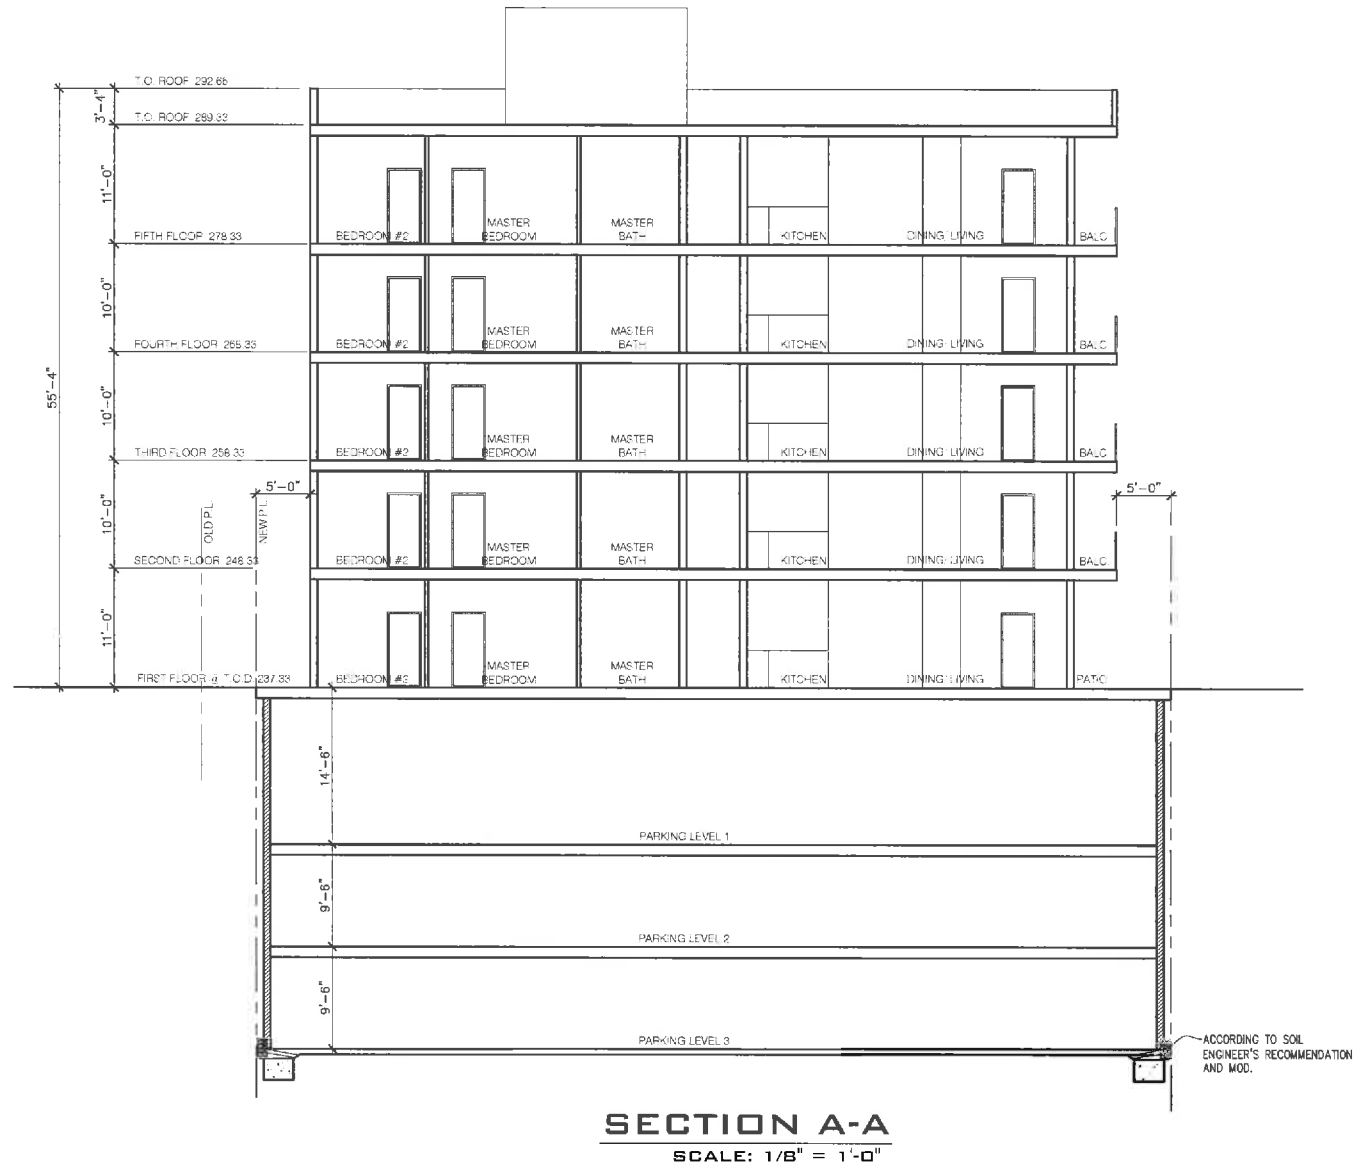 T.O. ROOF 292.66
3'-4"
T.O. ROOF 289.33
11'-0"
MASTER
BEDROOM
MASTER
BATH
FIFTH FLOOR 278.33
BEDROOM #2
KITCHEN
DINING/LIVING
BALC.
10'-0"
MASTER
BEDROOM
MASTER
BATH
FOURTH FLOOR 268.33
BEDROOM #2
KITCHEN
DINING/LIVING
BALC.
55'-4"
10'-0"
MASTER
BEDROOM
MASTER
BATH
THIRD FLOOR 258.33
BEDROOM #2
KITCHEN
DINING/LIVING
BALC.
5'-0"
5'-0"
10'-0"
OLD P.L.
NEW P.L.
MASTER
BEDROOM
MASTER
BATH
SECOND FLOOR 248.33
BEDROOM #2
KITCHEN
DINING/LIVING
BALC.
11'-0"
MASTER
BEDROOM
MASTER
BATH
FIRST FLOOR @ T.O.D. 237.33
BEDROOM #2
KITCHEN
DINING/LIVING
PATIO
14'-6"
PARKING LEVEL 1
9'-6"
PARKING LEVEL 2
9'-6"
PARKING LEVEL 3
ACCORDING TO SOIL
ENGINEER'S RECOMMENDATION
AND MOD.
SECTION A-A
SCALE: 1/8" = 1'-0"